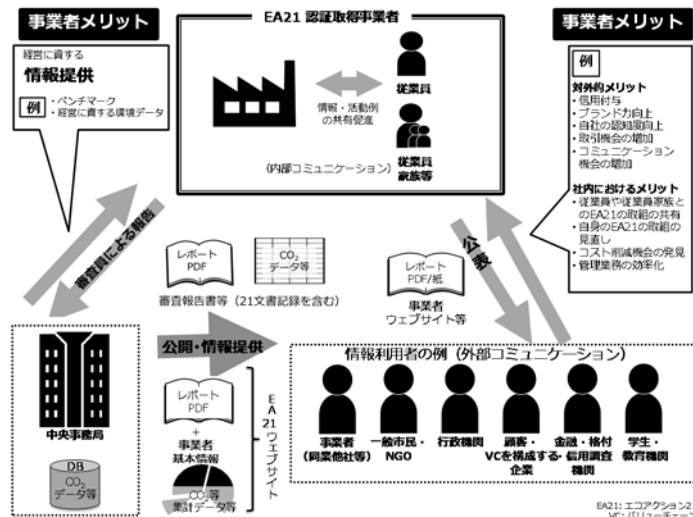 事業者メリット
経営に資する
情報提供
例
・ベンチマーク
・経営に資する環境データ
EA21 認証取得事業者
従業員
情報・活動例
の共有促進
従業員
家族等
(内部コミュニケーション)
事業者メリット
例
対外的メリット
・信用付与
・ブランド力向上
・自社の認知度向上
・取引機会の増加
・コミュニケーション
機会の増加
社内におけるメリット
・従業員や従業員家族と
のEA21の取組の共有
・自身のEA21の取組の
見直し
・コスト削減機会の発見
・管理業務の効率化
審査員による報告
レポート
PDF
CO2
データ等
審査報告書等(21文書記録を含む)
公表
レポート
PDF/紙
事業者
ウェブサイト等
中央事務局
DB
CO2
データ等
公開・情報提供
レポート
PDF
+
事業者
基本情報
CO2等
集計データ等
EA21ウェブサイト
情報利用者の例(外部コミュニケーション)
事業者
(同業他社等)
一般市民・
NGO
行政機関
顧客・
VCを構成する
企業
金融・格付
・信用調査
機関
学生・
教育機関
EA21: エコアクション21
VC: バリューチェーン